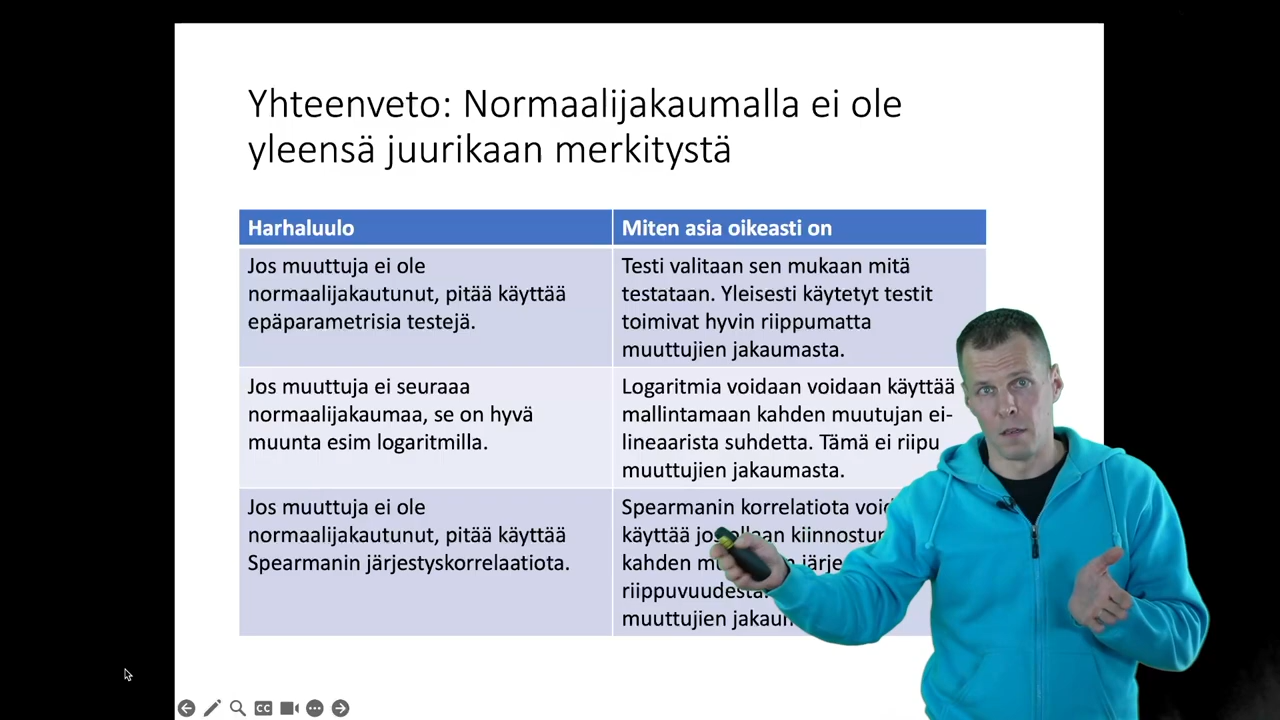 Yhteenveto: Normaalijakaumalla ei ole
yleensä juurikaan merkitystä
Harhaluulo
Miten asia oikeasti on
Jos muuttuja ei ole
normaalijakautunut, pitää käyttää
epäparametrisia testejä.
Testi valitaan sen mukaan mitä
testataan. Yleisesti käytetyt testit
toimivat hyvin riippumatta
muuttujien jakaumasta.
Jos muuttuja ei seuraaa
normaalijakaumaa, se on hyvä
muunta esim logaritmilla.
Logaritmia voidaan voidaan käyttää
mallintamaan kahden muutujan ei-
lineaarista suhdetta. Tämä ei riipu
muuttujien jakaumasta.
Jos muuttuja ei ole
normaalijakautunut, pitää käyttää
Spearmanin järjestyskorrelaatiota.
Spearmanin korrelatiota
käyttää
kahden
riippuvuudesta.
muuttujien
CC